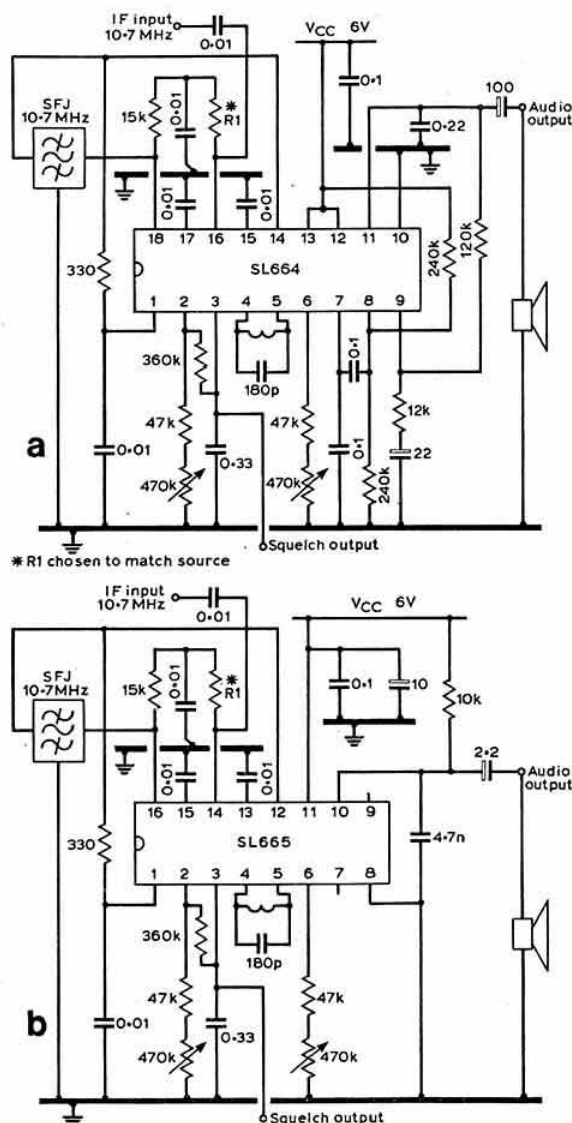 IF input
10·7 MHz
0·01
VCC 6V
SFJ
10·7 MHz
15k
0·01
*
R1
0·1
100
Audio
output
0·22
0·01
0·01
18 17 16 15 14 13 12 11 10
240k
120k
330
SL664
1 2 3 4 5 6 7 8 9
360k
180p
0·1
12k
a
0·01
47k
470k
0·33
47k
470k
0·1
240k
22
Squelch output
* R1 chosen to match source
IF input
10·7 MHz
0·01
VCC 6V
SFJ
10·7MHz
15k
0·01
*
R1
0·1
10
10k
2·2
Audio
output
0·01
0·01
16 15 14 13 12 11 10 9
330
SL665
4·7n
1 2 3 4 5 6 7 8
360k
180p
b
0·01
47k
470k
0·33
47k
470k
Squelch output